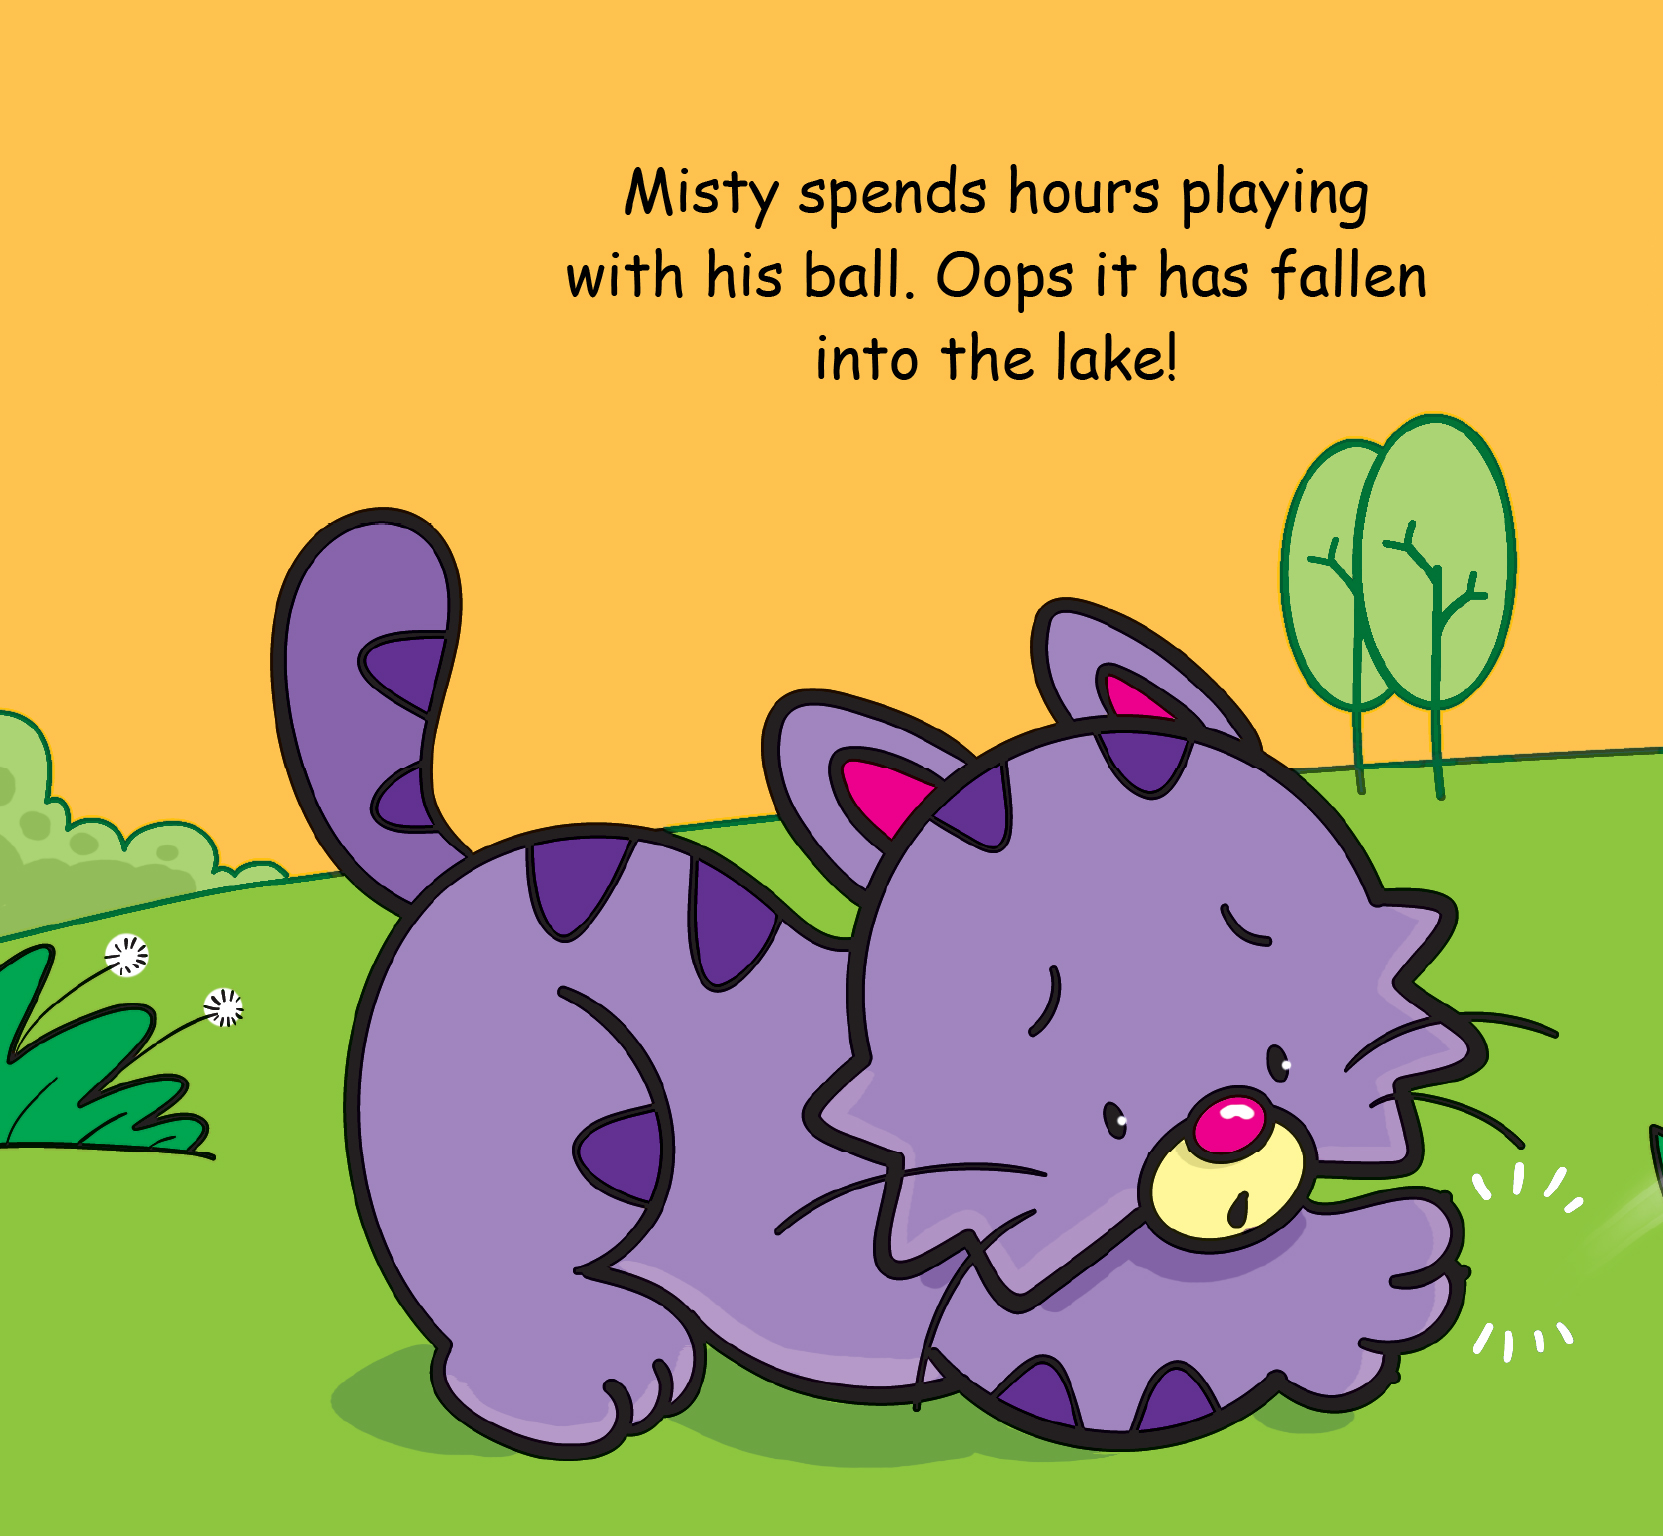 Misty spends hours playing
with his ball. Oops it has fallen
into the lake!